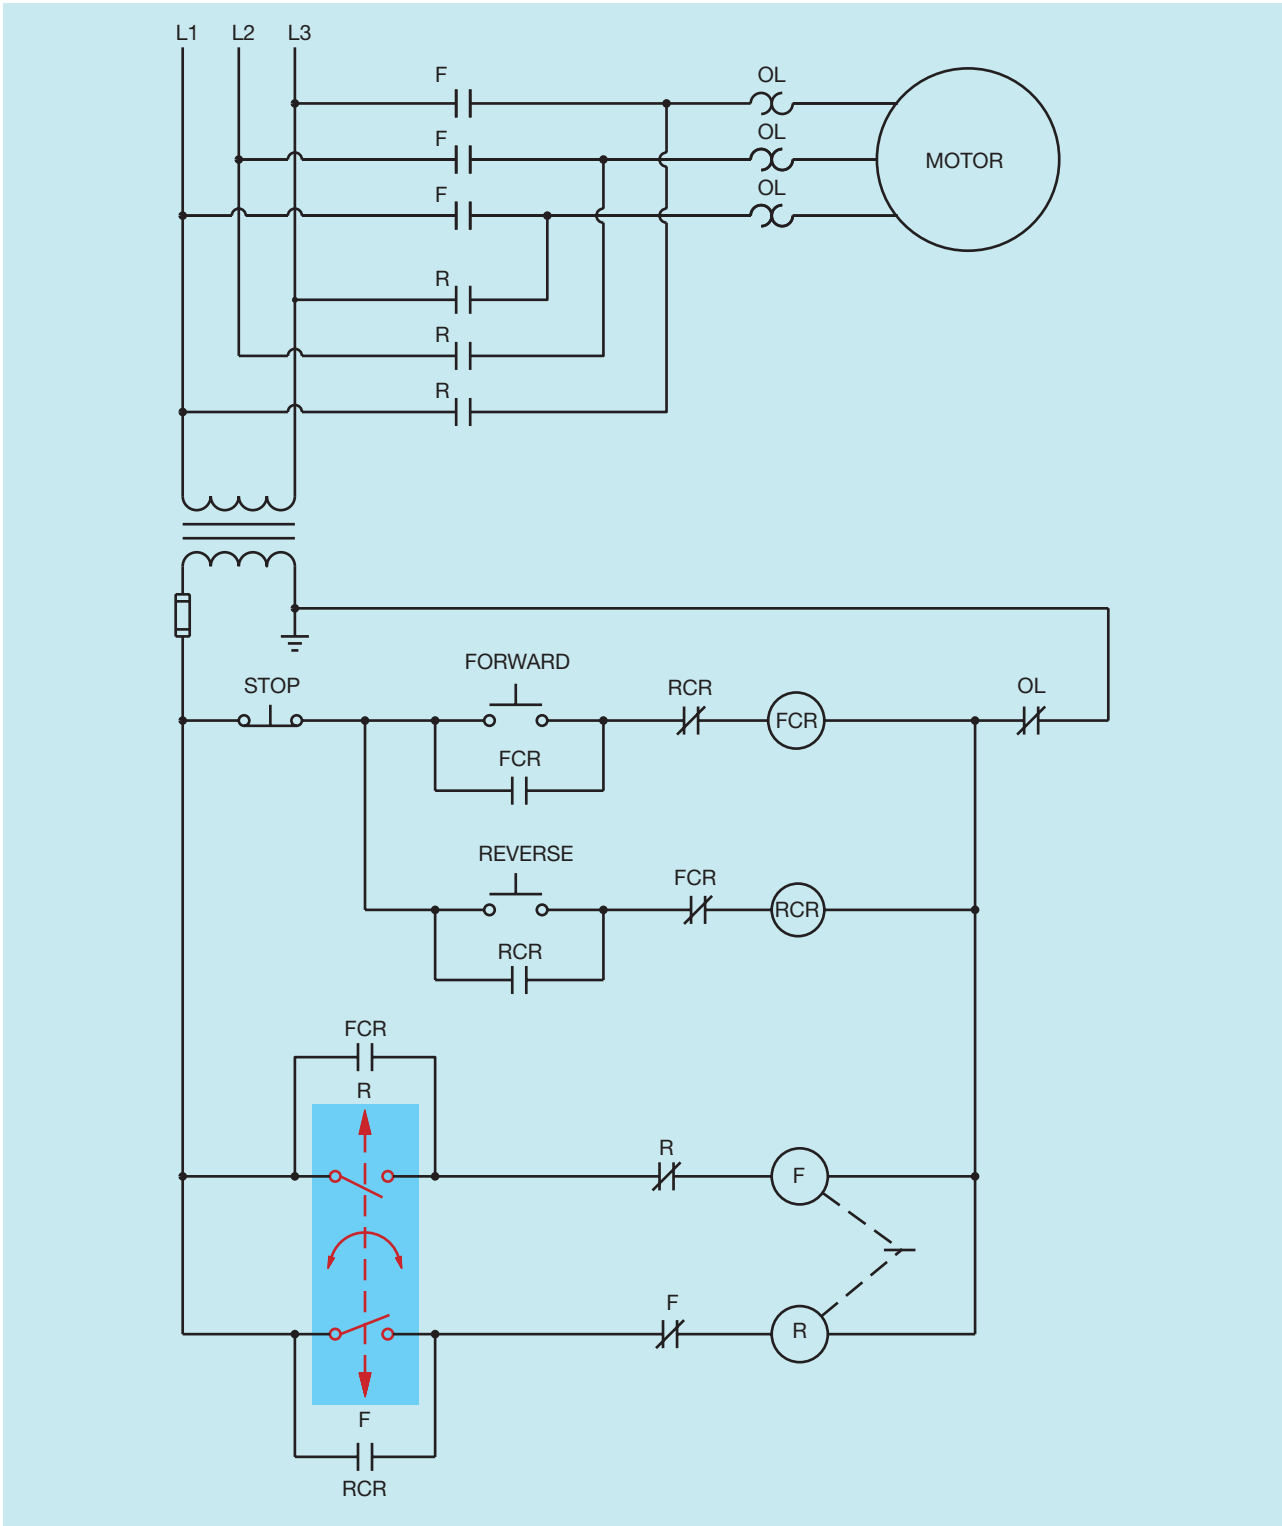 L1 L2 L3
F OL
F OL
MOTOR
F OL
R
R
R
FORWARD
STOP RCR OL
FCR
FCR
REVERSE
FCR
RCR
RCR
FCR
R
R
F
F
R
F
RCR